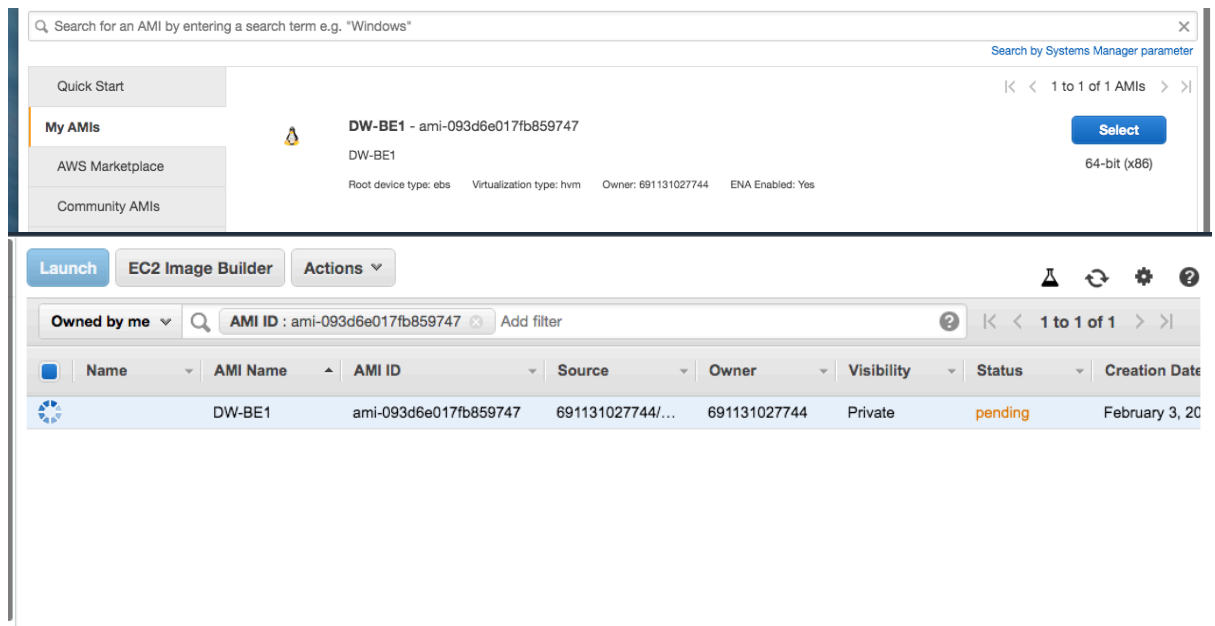 Search for an AMI by entering a search term e.g. "Windows"
Search by Systems Manager parameter
Quick Start
1 to 1 of 1 AMIs
My AMIs
DW-BE1 - ami-093d6e017fb859747
Select
DW-BE1
64-bit (x86)
AWS Marketplace
Root device type: ebs Virtualization type: hvm Owner: 691131027744 ENA Enabled: Yes
Community AMIs
Launch EC2 Image Builder Actions
Owned by me AMI ID : ami-093d6e017fb859747 Add filter 1 to 1 of 1
Name AMI Name AMI ID Source Owner Visibility Status Creation Date
DW-BE1 ami-093d6e017fb859747 691131027744/... 691131027744 Private pending February 3, 20